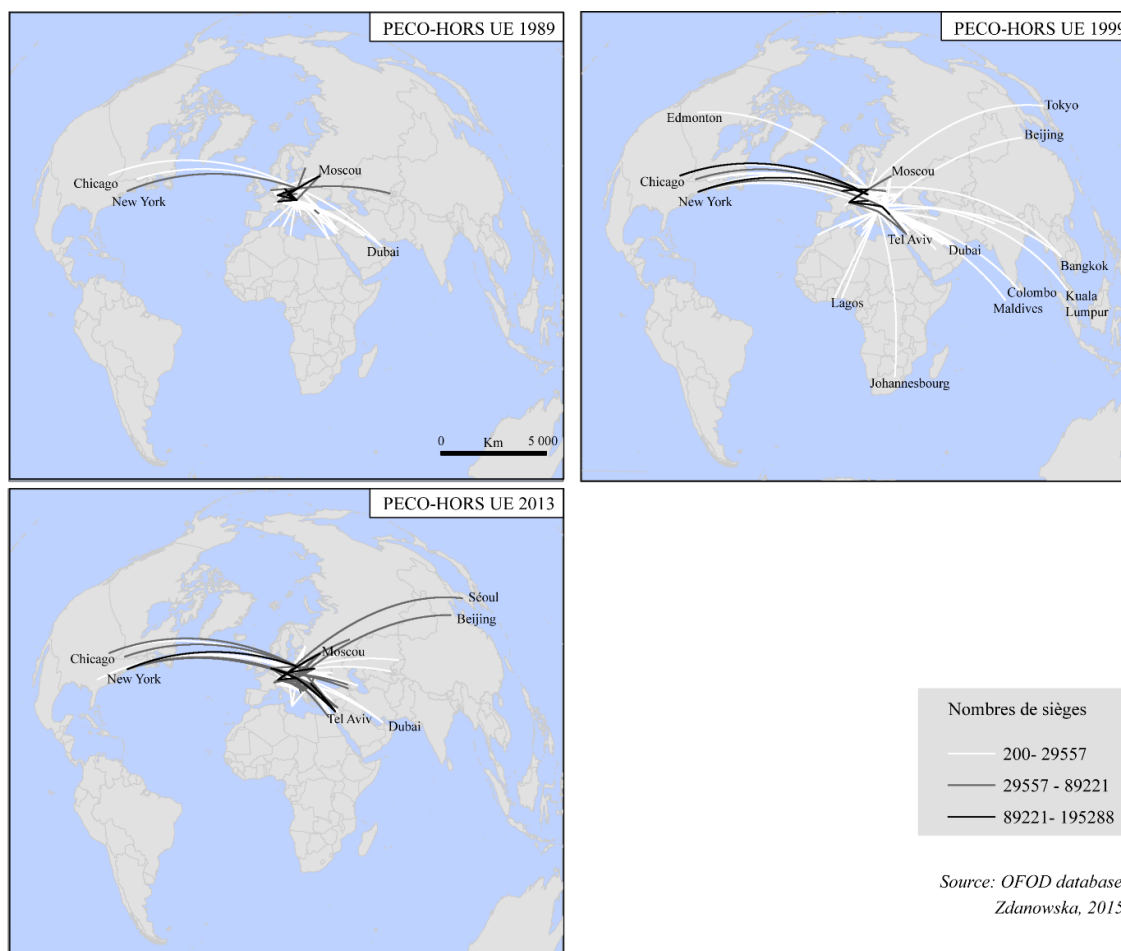 PECO-HORS UE 1989
Chicago
New York
Moscou
Dubai
0 Km 5 000
PECO-HORS UE 1999
Edmonton
Tokyo
Beijing
Moscou
Chicago
New York
Tel Aviv
Dubai
Bangkok
Lagos
Colombo
Maldives
Kuala
Lumpur
Johannesbourg
PECO-HORS UE 2013
Séoul
Beijing
Moscou
Chicago
New York
Tel Aviv
Dubai
Nombres de sièges
200- 29557
29557 - 89221
89221- 195288
Source: OFOD database
Zdanowska, 2015